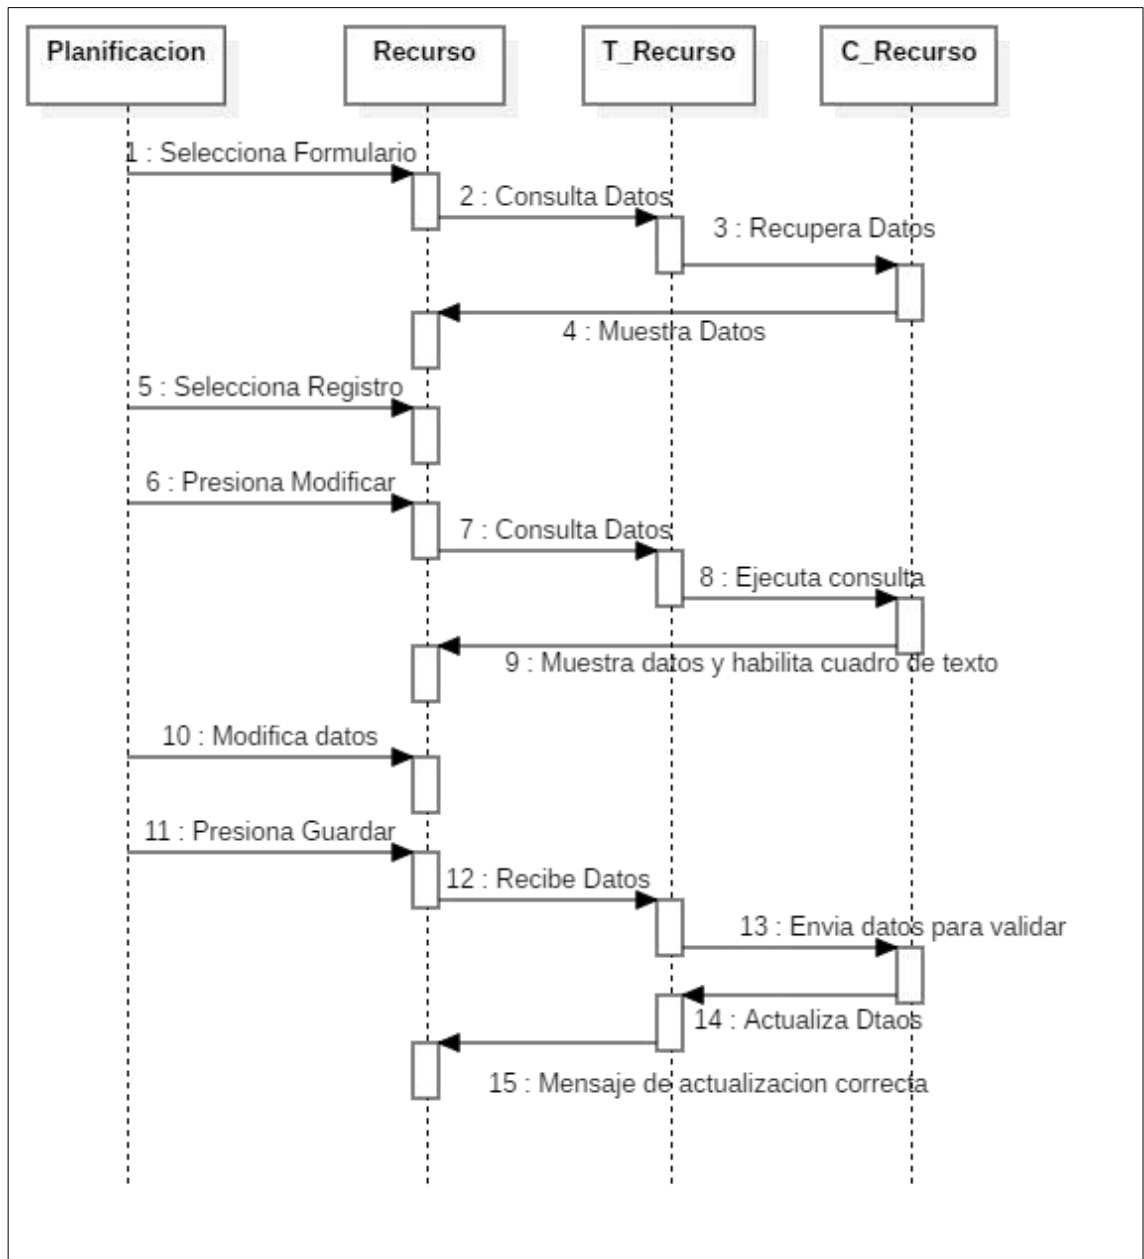 Planificacion
Recurso
T_Recurso
C_Recurso
1 : Selecciona Formulario
2 : Consulta Datos
3 : Recupera Datos
4 : Muestra Datos
5 : Selecciona Registro
6 : Presiona Modificar
7 : Consulta Datos
8 : Ejecuta consulta
9 : Muestra datos y habilita cuadro de texto
10 : Modifica datos
11 : Presiona Guardar
12 : Recibe Datos
13 : Envia datos para validar
14 : Actualiza Dtaos
15 : Mensaje de actualizacion correcta